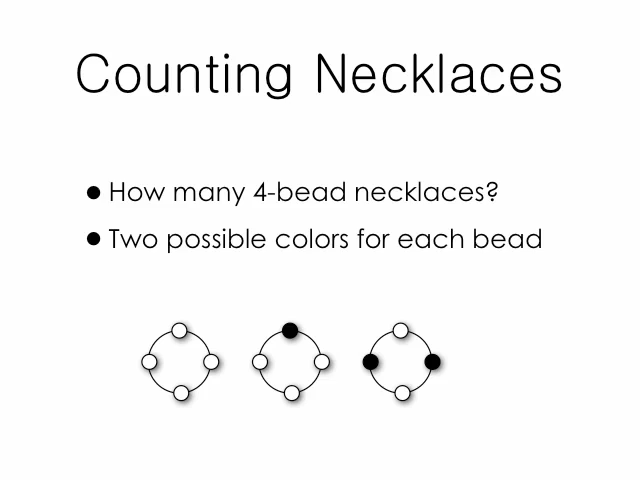 Counting Necklaces
• How many 4-bead necklaces?
• Two possible colors for each bead